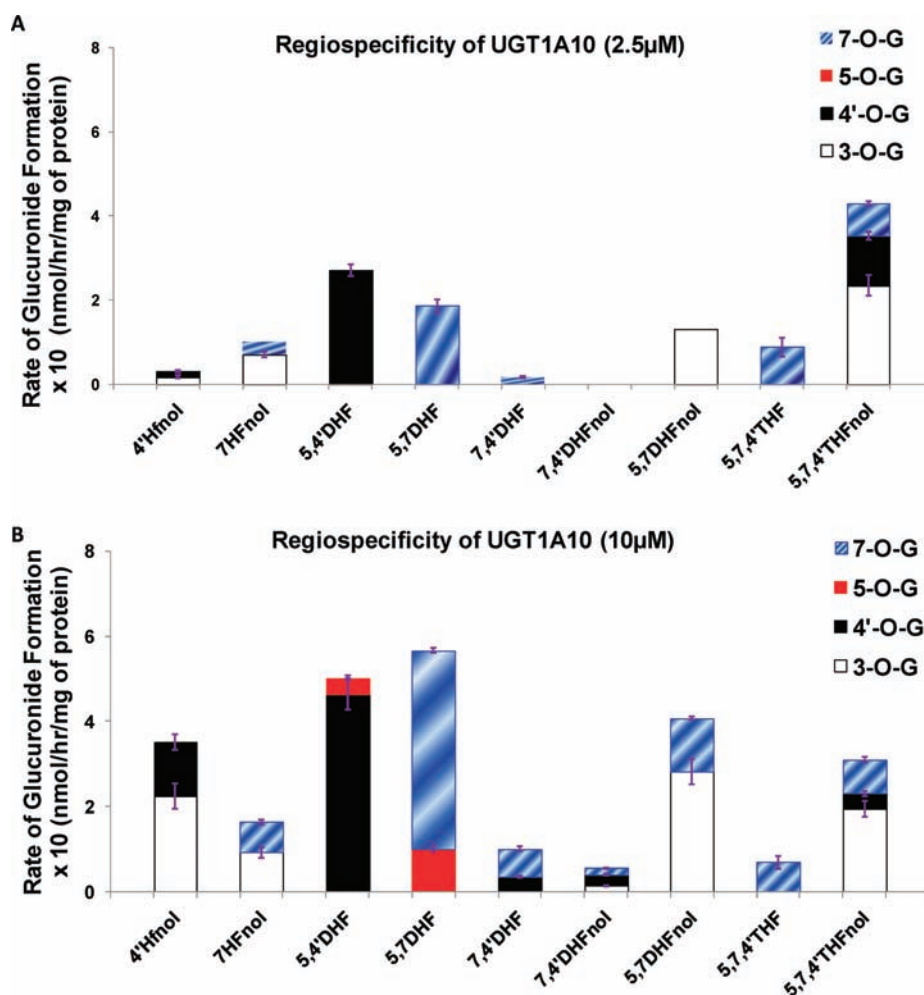 A
Regiospecificity of UGT1A10 (2.5µM)
Rate of Glucuronide Formation
x 10 (nmol/hr/mg of protein)
8
6
4
2
0
7-O-G
5-O-G
4'-O-G
3-O-G
4'Hfnol
7HFnol
5,4'DHF
5,7DHF
7,4'DHF
7,4'DHFnol
5,7DHFnol
5,7,4'THF
5,7,4'THFnol
B
Regiospecificity of UGT1A10 (10µM)
Rate of Glucuronide Formation
x 10 (nmol/hr/mg of protein)
8
6
4
2
0
7-O-G
5-O-G
4'-O-G
3-O-G
4'Hfnol
7HFnol
5,4'DHF
5,7DHF
7,4'DHF
7,4'DHFnol
5,7DHFnol
5,7,4'THF
5,7,4'THFnol